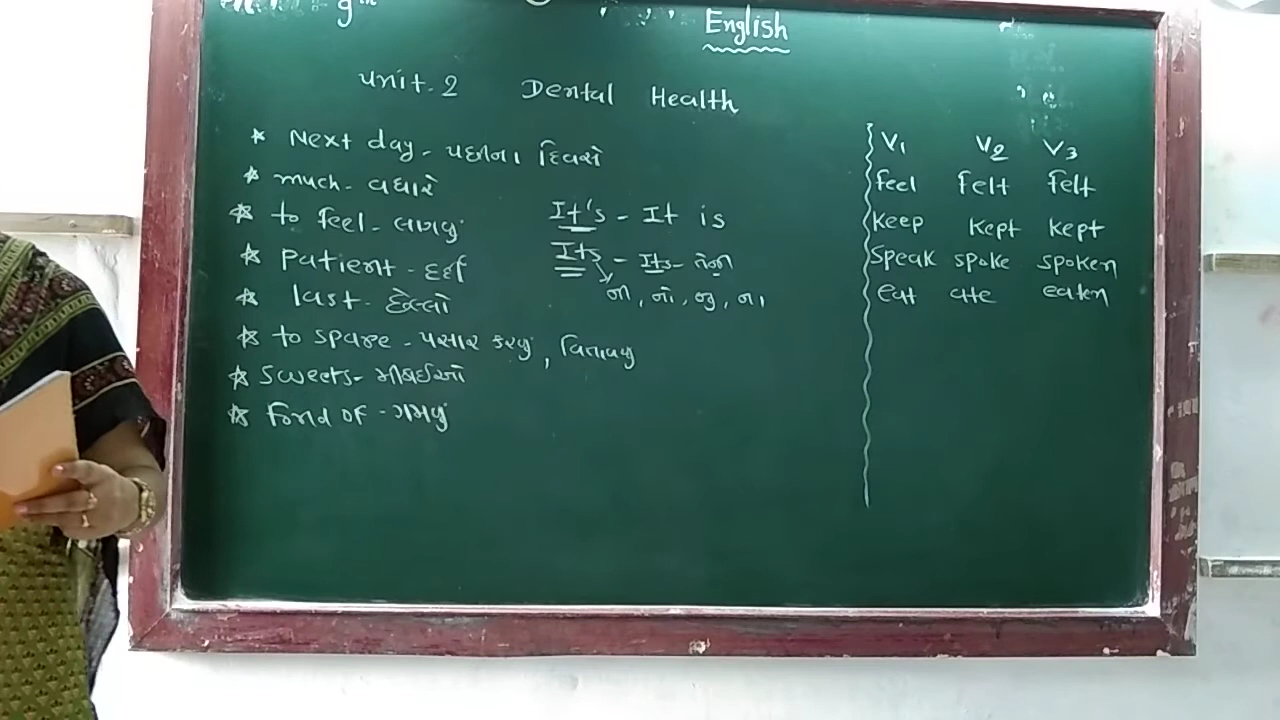 9th
English
Unit. 2 Dental Health
* Next day - પછીના દિવસે
* much - વધારે
* to feel - લાગવું
* patient - દર્દી
* last - છેલ્લો
* to spare - પસાર કરવું, વિતાવવું
* sweets - મીઠાઈઓ
* fond of - ગમવું
It's - It is
Its - Its - તેની
ની, નો, નું, ના
V1 V2 V3
feel felt felt
keep kept kept
speak spoke spoken
eat ate eaten